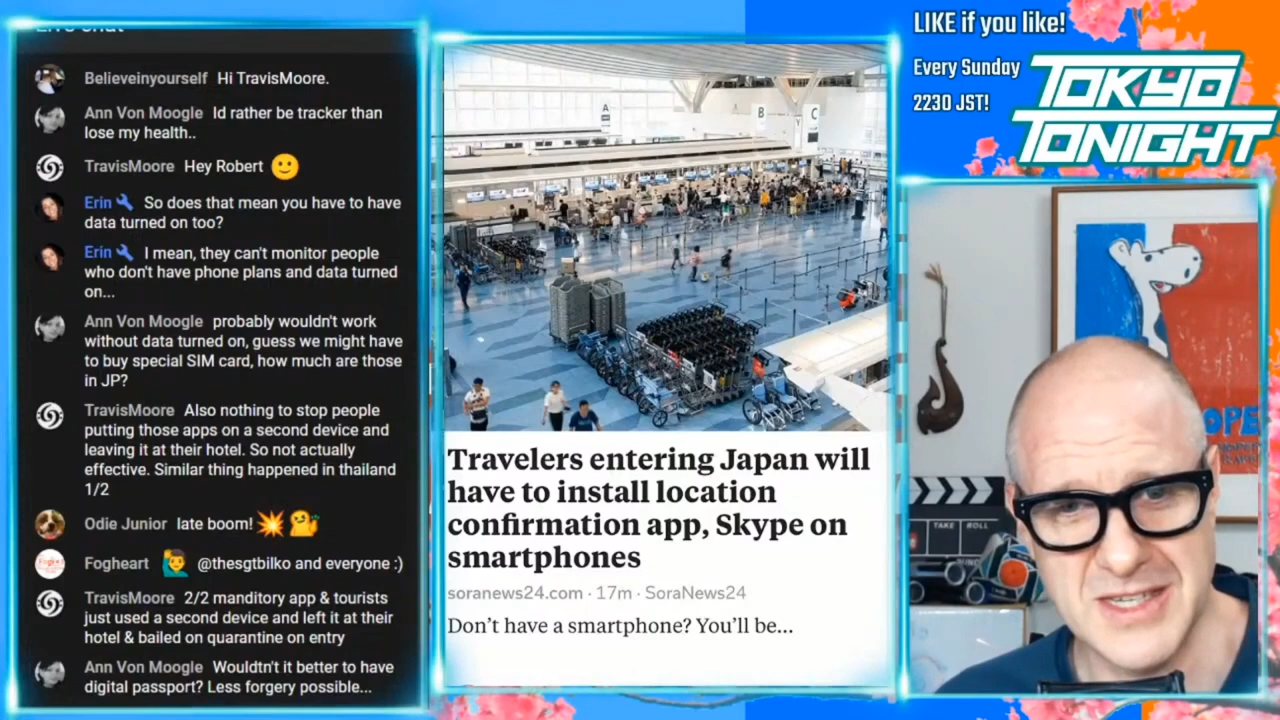 Live chat
Believeinyourself Hi TravisMoore.
Ann Von Moogle Id rather be tracker than
lose my health..
TravisMoore Hey Robert 🙂
Erin 🔧 So does that mean you have to have
data turned on too?
Erin 🔧 I mean, they can't monitor people
who don't have phone plans and data turned
on...
Ann Von Moogle probably wouldn't work
without data turned on, guess we might have
to buy special SIM card, how much are those
in JP?
TravisMoore Also nothing to stop people
putting those apps on a second device and
leaving it at their hotel. So not actually
effective. Similar thing happened in thailand
1/2
Odie Junior late boom!
Fogheart @thesgtbilko and everyone :)
TravisMoore 2/2 manditory app & tourists
just used a second device and left it at their
hotel & bailed on quarantine on entry
Ann Von Moogle Wouldtn't it better to have
digital passport? Less forgery possible...
A
B
C
Travelers entering Japan will
have to install location
confirmation app, Skype on
smartphones
soranews24.com · 17m · SoraNews24
Don't have a smartphone? You'll be...
LIKE if you like!
Every Sunday
2230 JST!
TOKYO
TONIGHT
TAKE
ROLL